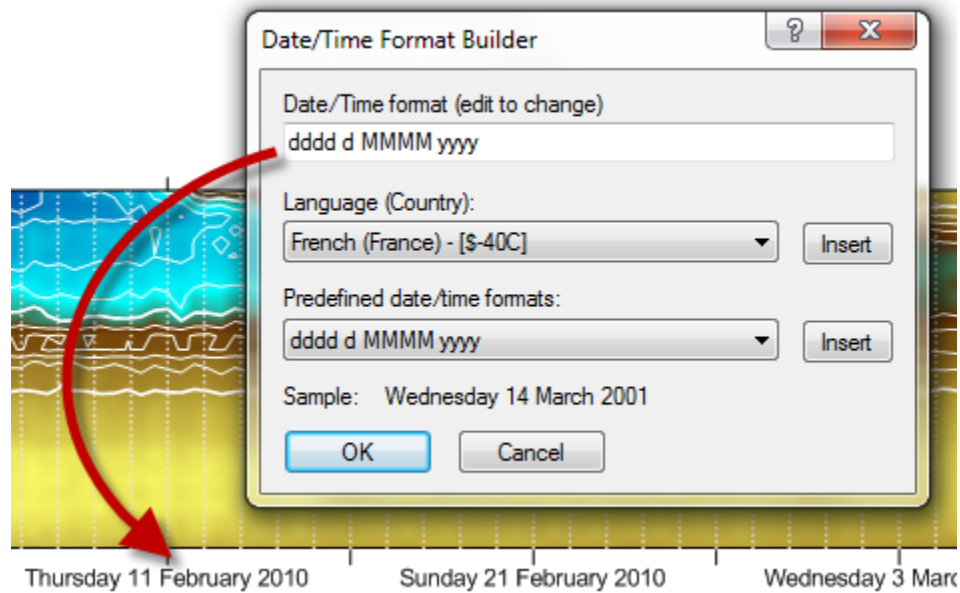 Date/Time Format Builder
Date/Time format (edit to change)
dddd d MMMM yyyy
Language (Country):
French (France) - [$-40C]
Insert
Predefined date/time formats:
dddd d MMMM yyyy
Insert
Sample: Wednesday 14 March 2001
OK Cancel
Thursday 11 February 2010 Sunday 21 February 2010 Wednesday 3